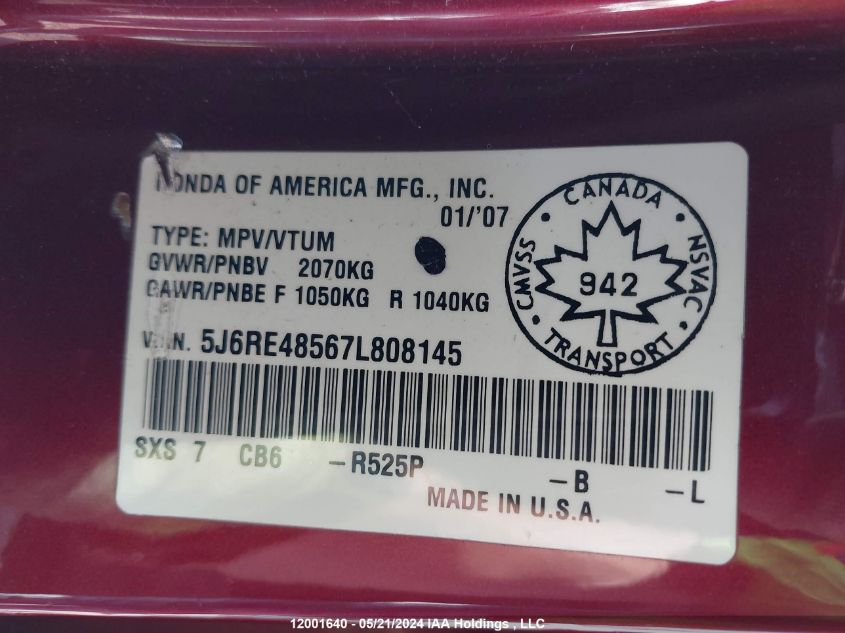 HONDA OF AMERICA MFG., INC.
01/'07
TYPE: MPV/VTUM
GVWR/PNBV 2070KG
GAWR/PNBE F 1050KG R 1040KG
V.I.N. 5J6RE48567L808145
SXS 7 CB6 -R525P -B -L
MADE IN U.S.A.
CANADA
CMVSS 942 NSVAC
TRANSPORT
12001640 - 05/21/2024 IAA Holdings , LLC